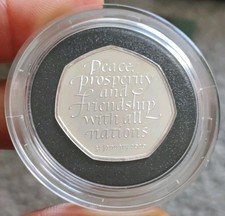 Peace,
prosperity
and
friendship
with all
nations